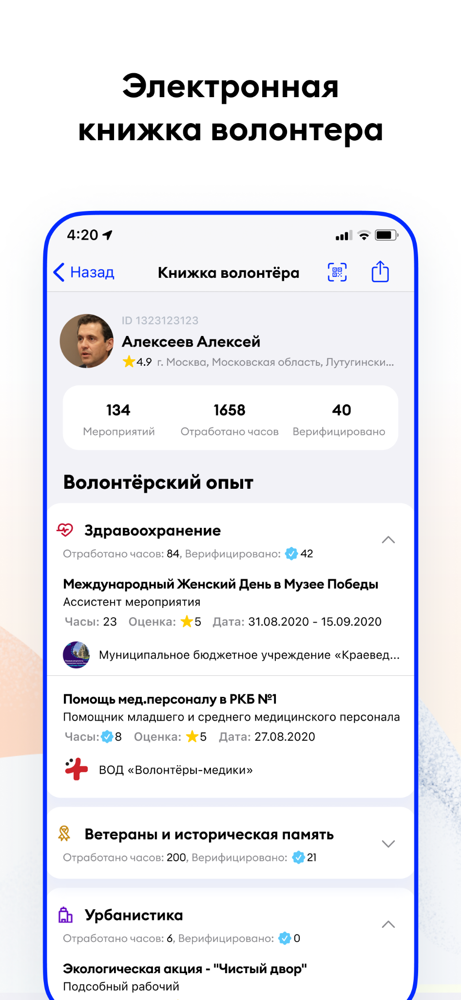 Электронная
книжка волонтера
4:20
Назад
Книжка волонтёра
ID 1323123123
Алексеев Алексей
4.9 г. Москва, Московская область, Лутугински...
134
1658
40
Мероприятий
Отработано часов
Верифицировано
Волонтёрский опыт
Здравоохранение
Отработано часов: 84, Верифицировано: 42
Международный Женский День в Музее Победы
Ассистент мероприятия
Часы: 23 Оценка: 5 Дата: 31.08.2020 - 15.09.2020
Муниципальное бюджетное учреждение «Краевед...
Помощь мед.персоналу в РКБ №1
Помощник младшего и среднего медицинского персонала
Часы: 8 Оценка: 5 Дата: 27.08.2020
ВОД «Волонтёры-медики»
Ветераны и историческая память
Отработано часов: 200, Верифицировано: 21
Урбанистика
Отработано часов: 6, Верифицировано: 0
Экологическая акция - "Чистый двор"
Подсобный рабочий